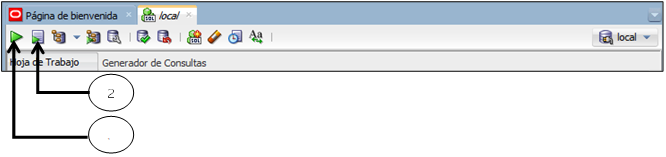 Página de bienvenida local
local
Hoja de Trabajo Generador de Consultas
2
.